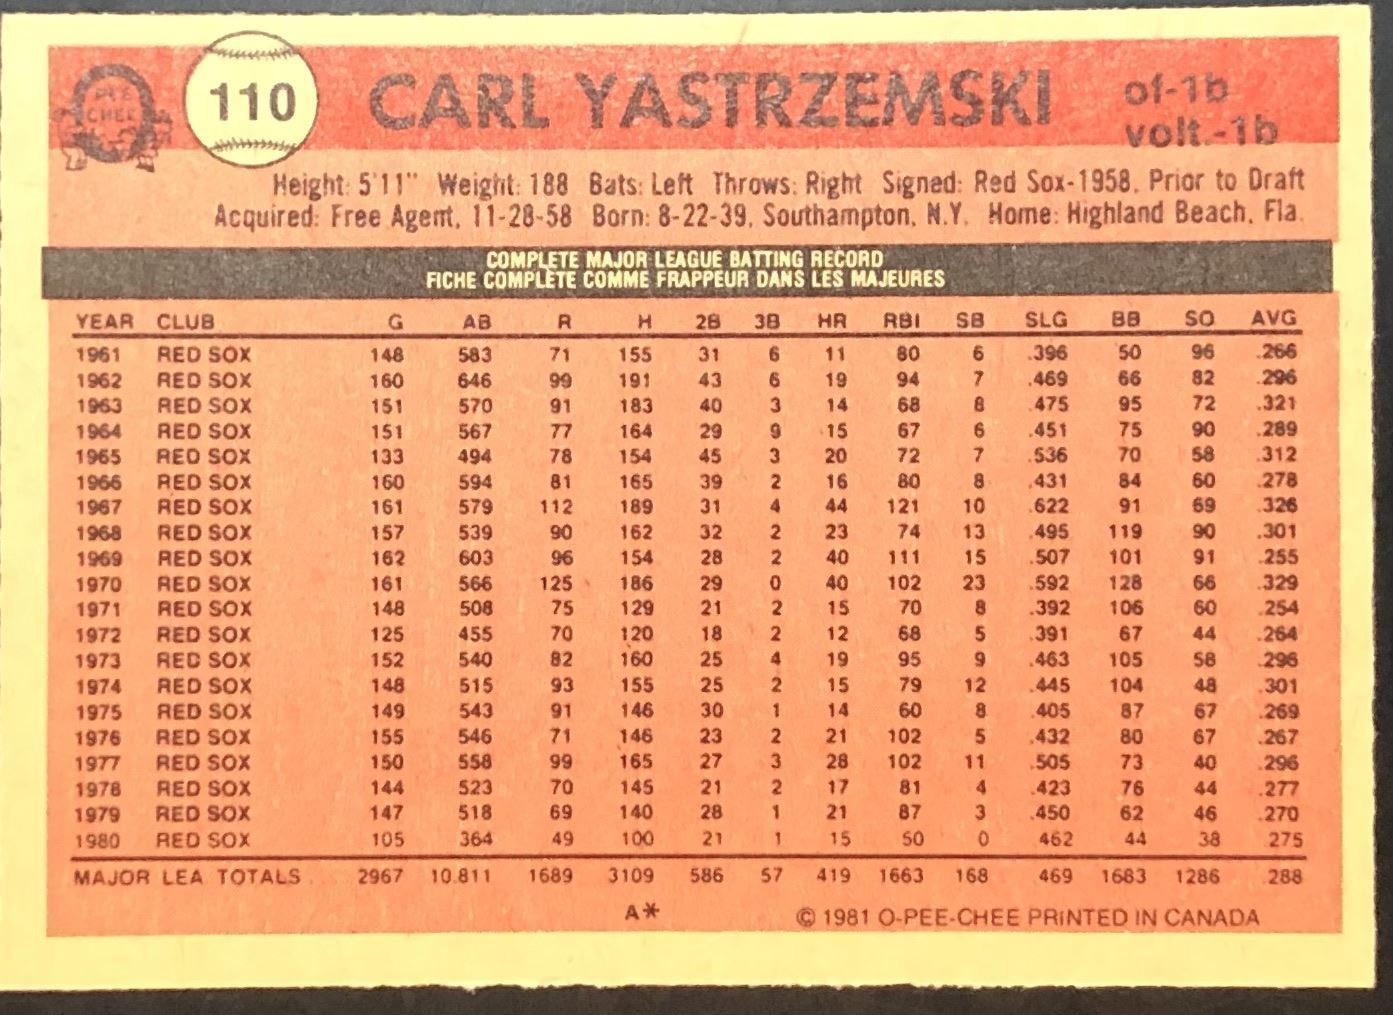 PEE
CHEE
110
CARL YASTRZEMSKI
of-1b
volt.-1b
Height: 5'11" Weight: 188 Bats: Left Throws: Right Signed: Red Sox-1958, Prior to Draft
Acquired: Free Agent, 11-28-58 Born: 8-22-39, Southampton, N.Y. Home: Highland Beach, Fla.
COMPLETE MAJOR LEAGUE BATTING RECORD
FICHE COMPLÈTE COMME FRAPPEUR DANS LES MAJEURES
YEAR CLUB G AB R H 2B 3B HR RBI SB SLG BB SO AVG
1961 RED SOX 148 583 71 155 31 6 11 80 6 .396 50 96 .266
1962 RED SOX 160 646 99 191 43 6 19 94 7 .469 66 82 .296
1963 RED SOX 151 570 91 183 40 3 14 68 8 .475 95 72 .321
1964 RED SOX 151 567 77 164 29 9 15 67 6 .451 75 90 .289
1965 RED SOX 133 494 78 154 45 3 20 72 7 .536 70 58 .312
1966 RED SOX 160 594 81 165 39 2 16 80 8 .431 84 60 .278
1967 RED SOX 161 579 112 189 31 4 44 121 10 .622 91 69 .326
1968 RED SOX 157 539 90 162 32 2 23 74 13 .495 119 90 .301
1969 RED SOX 162 603 96 154 28 2 40 111 15 .507 101 91 .255
1970 RED SOX 161 566 125 186 29 0 40 102 23 .592 128 66 .329
1971 RED SOX 148 508 75 129 21 2 15 70 8 .392 106 60 .254
1972 RED SOX 125 455 70 120 18 2 12 68 5 .391 67 44 .264
1973 RED SOX 152 540 82 160 25 4 19 95 9 .463 105 58 .296
1974 RED SOX 148 515 93 155 25 2 15 79 12 .445 104 48 .301
1975 RED SOX 149 543 91 146 30 1 14 60 8 .405 87 67 .269
1976 RED SOX 155 546 71 146 23 2 21 102 5 .432 80 67 .267
1977 RED SOX 150 558 99 165 27 3 28 102 11 .505 73 40 .296
1978 RED SOX 144 523 70 145 21 2 17 81 4 .423 76 44 .277
1979 RED SOX 147 518 69 140 28 1 21 87 3 .450 62 46 .270
1980 RED SOX 105 364 49 100 21 1 15 50 0 .462 44 38 .275
MAJOR LEA TOTALS 2967 10.811 1689 3109 586 57 419 1663 168 .469 1683 1286 .288
A* © 1981 O-PEE-CHEE PRINTED IN CANADA